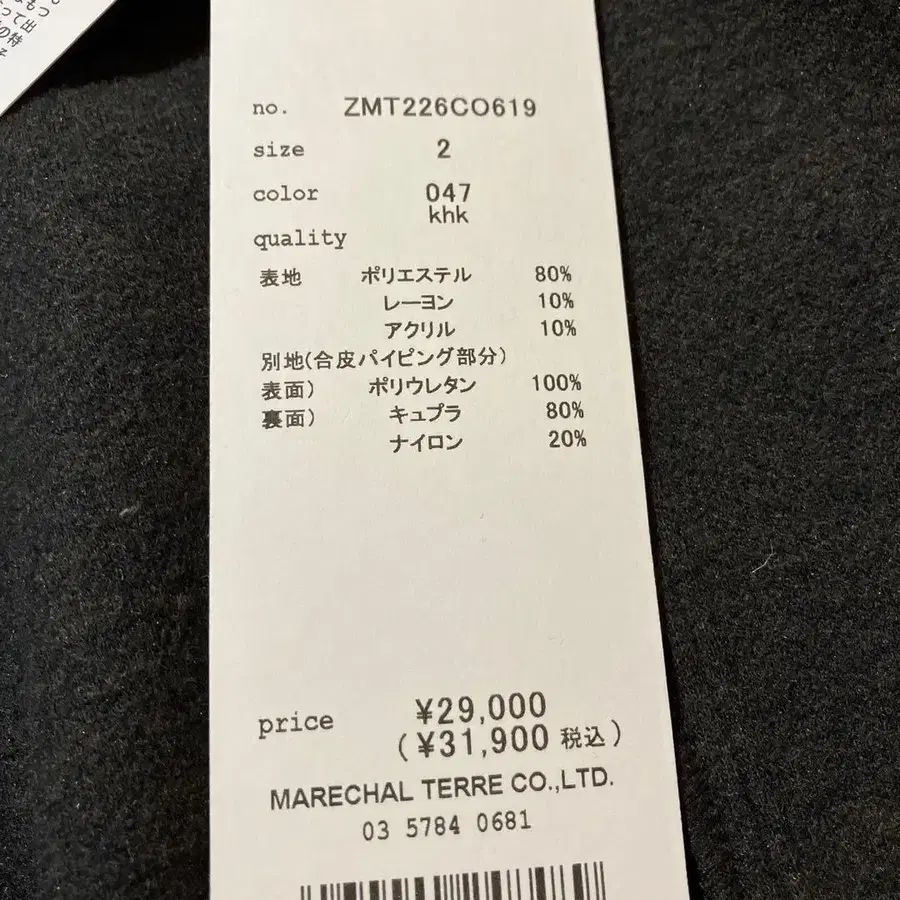 no. ZMT226CO619
size 2
color 047
khk
quality
表地 ポリエステル 80%
レーヨン 10%
アクリル 10%
別地(合皮パイピング部分)
表面) ポリウレタン 100%
裏面) キュプラ 80%
ナイロン 20%
price ¥29,000
(¥31,900 税込)
MARECHAL TERRE CO.,LTD.
03 5784 0681